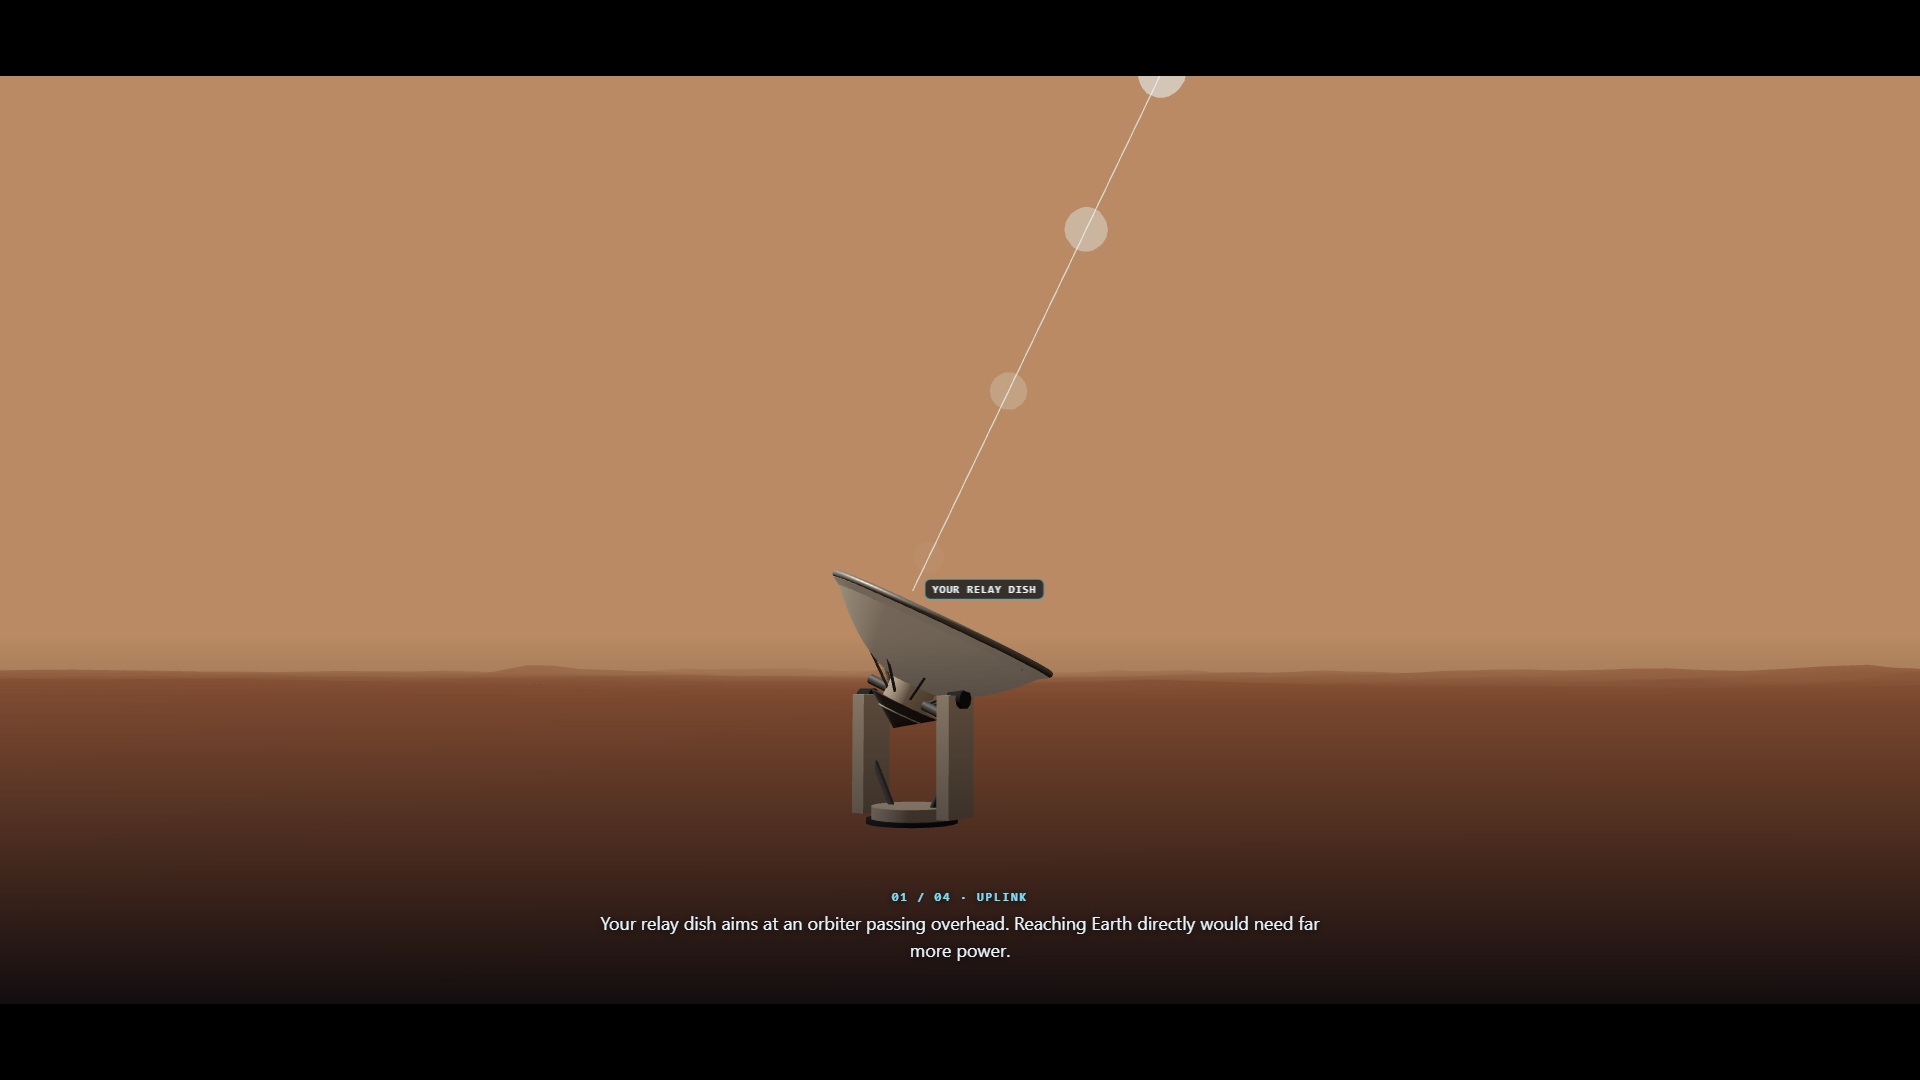 YOUR RELAY DISH
01 / 04 · UPLINK
Your relay dish aims at an orbiter passing overhead. Reaching Earth directly would need far
more power.